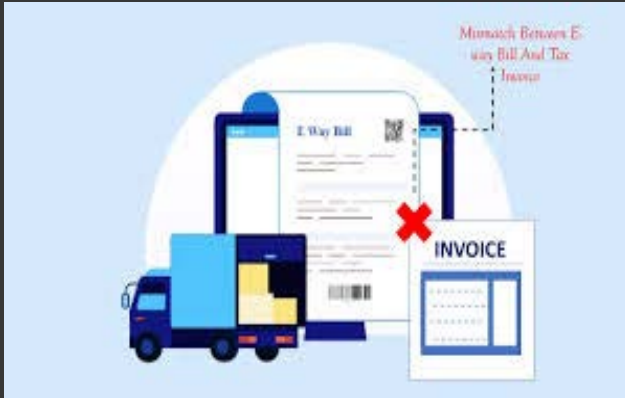 Mismatch Between E-
way Bill And Tax
Invoice
E Way Bill
INVOICE